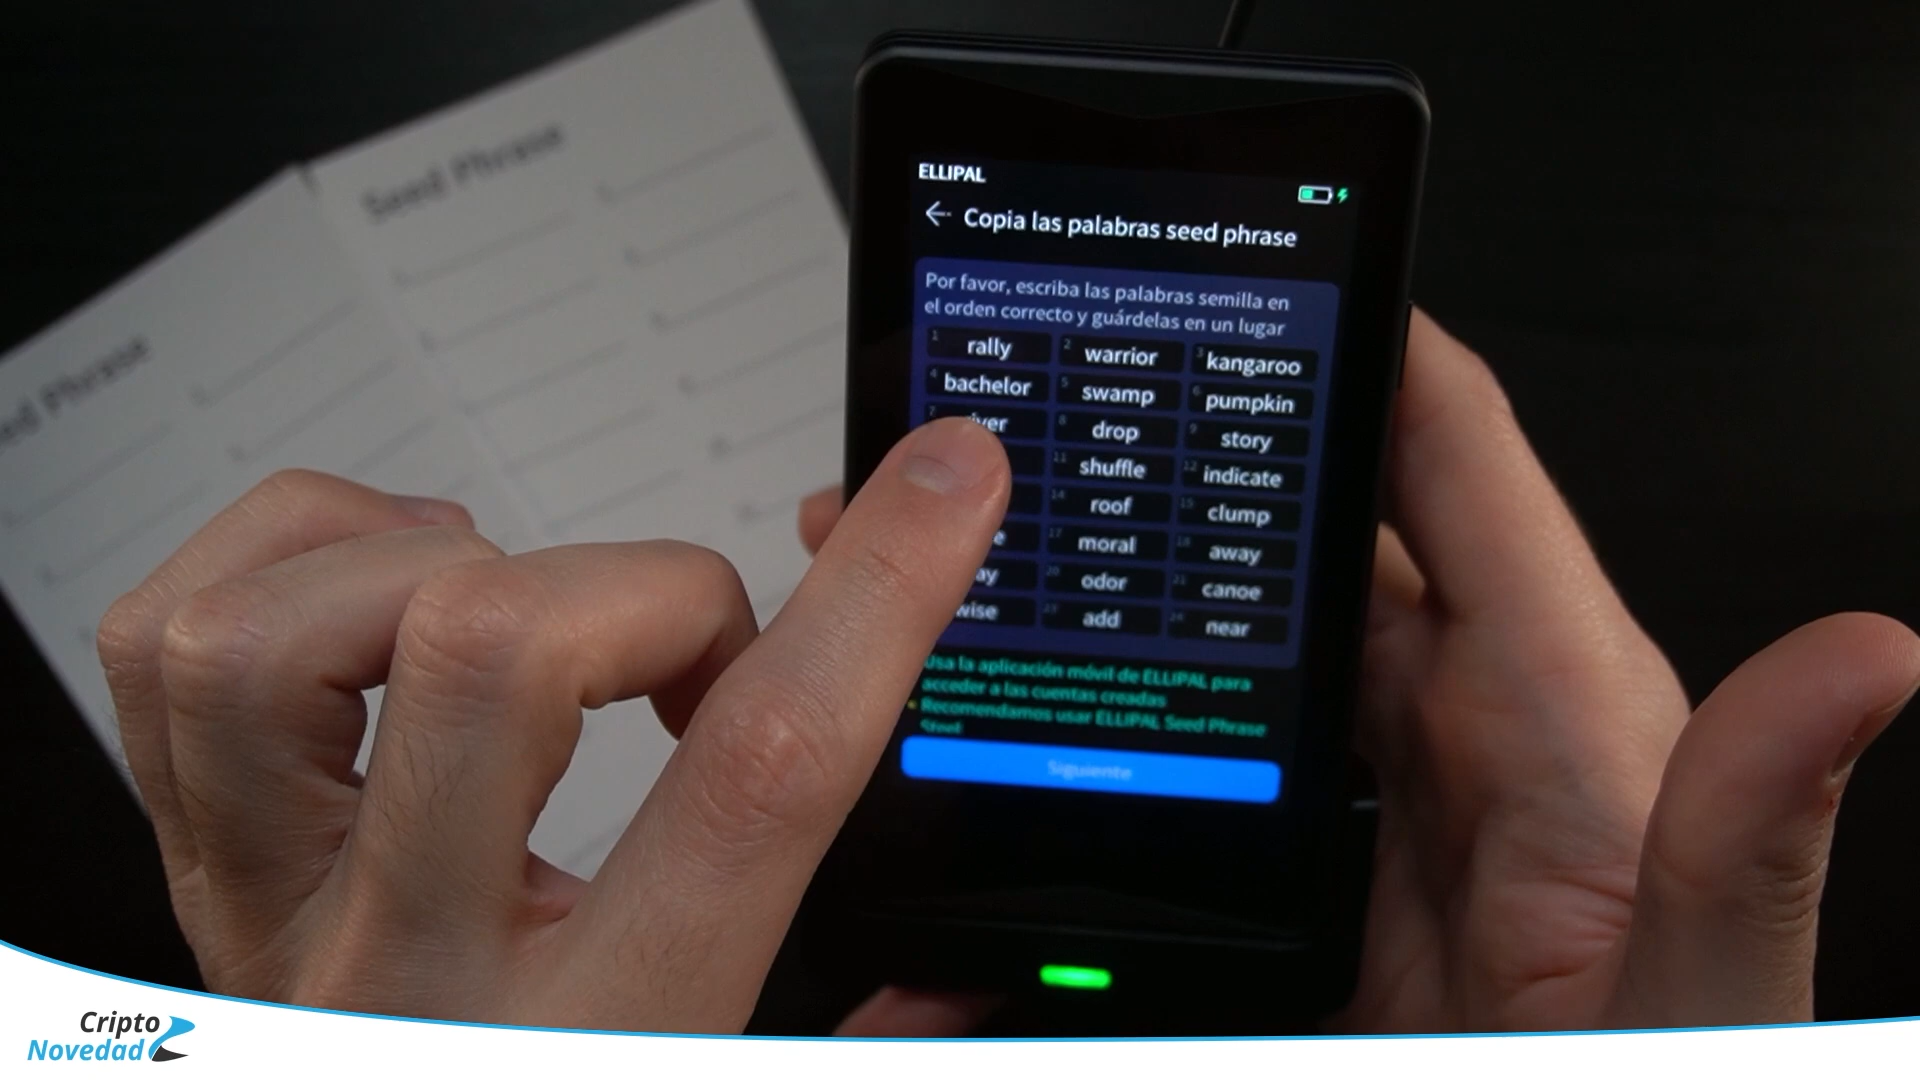 Seed Phrase
ELLIPAL
Copia las palabras seed phrase
Por favor, escriba las palabras semilla en
el orden correcto y guárdelas en un lugar
1 rally 2 warrior 3 kangaroo
4 bachelor 5 swamp 6 pumpkin
7 8 drop 9 story
11 shuffle 12 indicate
14 roof 15 clump
17 moral 18 away
20 odor 21 canoe
23 add 24 near
Usa la aplicación móvil de ELLIPAL para
acceder a las cuentas creadas
Recomendamos usar ELLIPAL Seed Phrase
Steel
Siguiente
Cripto
Novedad